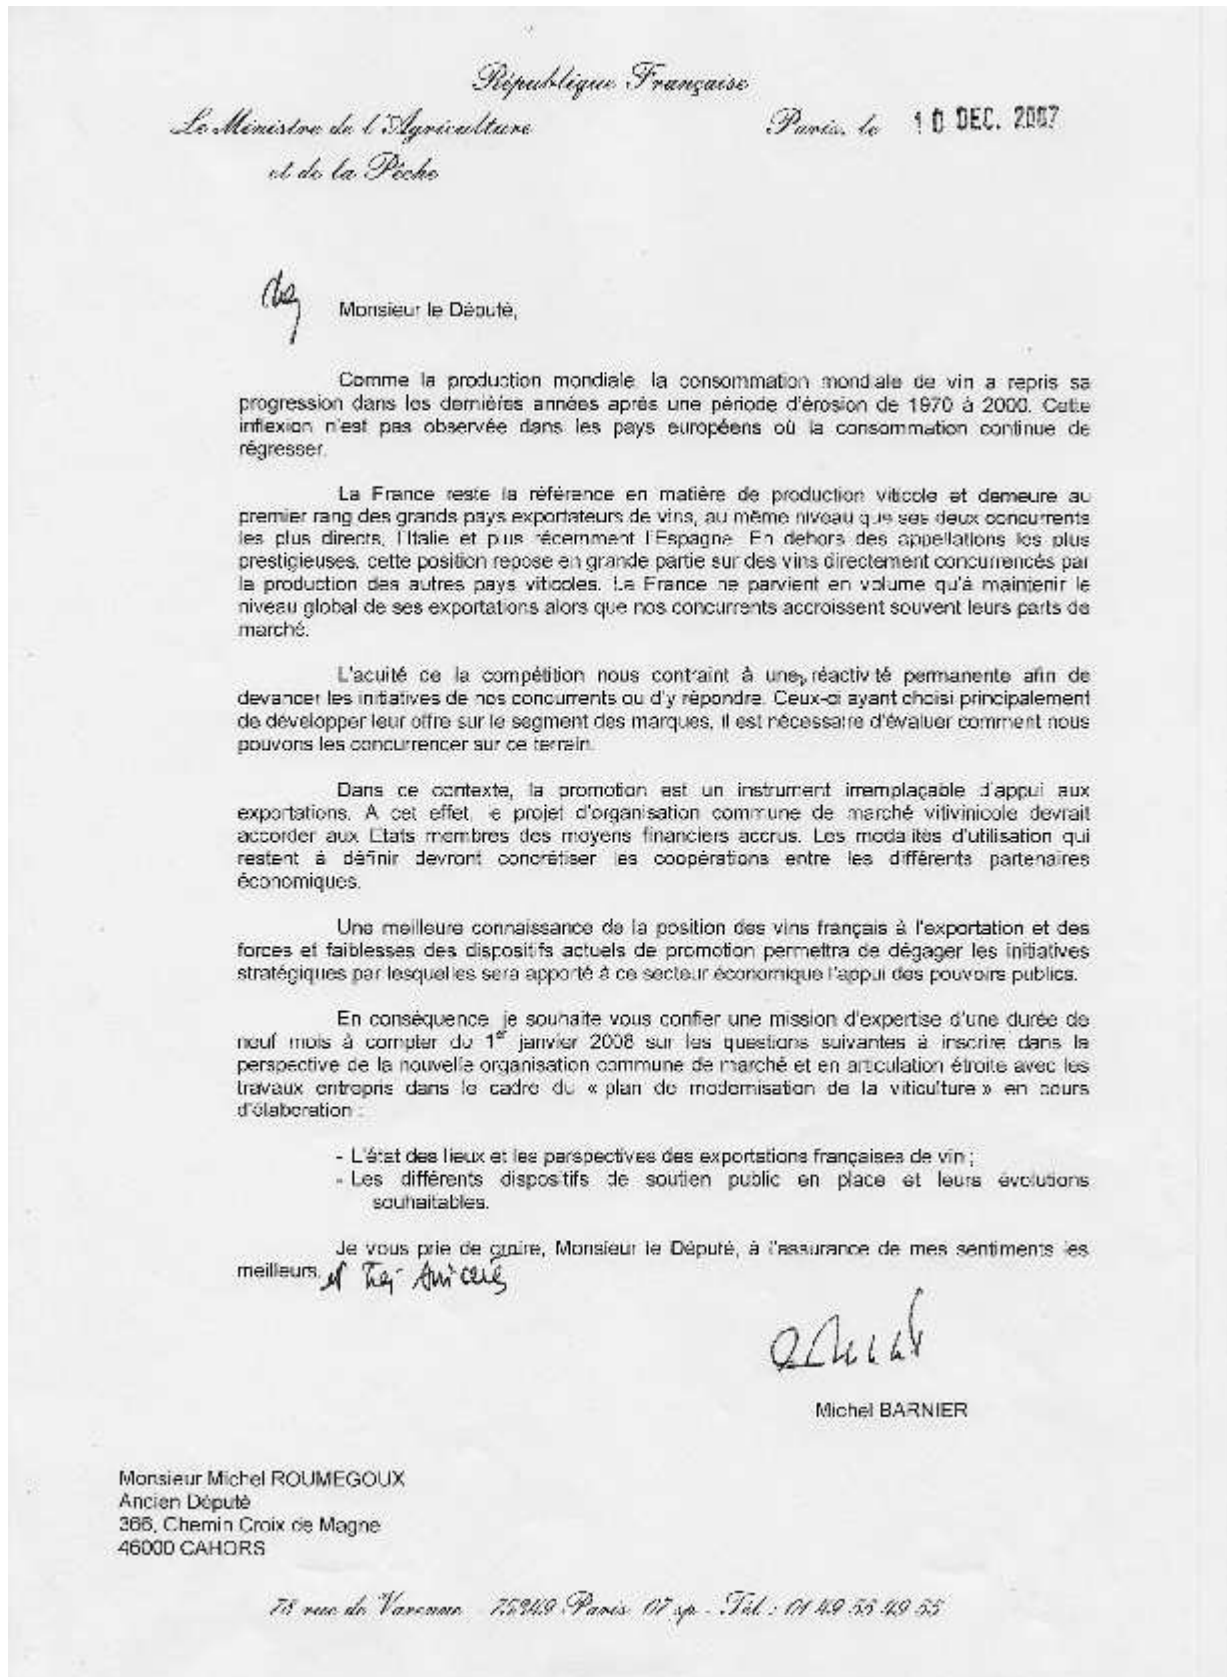 République Française
Le Ministre de l'Agriculture
et de la Pêche
Paris, le 10 DEC. 2007
Monsieur le Député,
Comme la production mondiale, la consommation mondiale de vin a repris sa
progression dans les dernières années après une période d'érosion de 1970 à 2000. Cette
inflexion n'est pas observée dans les pays européens où la consommation continue de
régresser.
La France reste la référence en matière de production viticole et demeure au
premier rang des grands pays exportateurs de vins, au même niveau que ses deux concurrents
les plus directs, l'Italie et plus récemment l'Espagne. En dehors des appellations les plus
prestigieuses, cette position repose en grande partie sur des vins directement concurrencés par
la production des autres pays viticoles. La France ne parvient en volume qu'à maintenir le
niveau global de ses exportations alors que nos concurrents accroissent souvent leurs parts de
marché.
L'acuité de la compétition nous contraint à une réactivité permanente afin de
devancer les initiatives de nos concurrents ou d'y répondre. Ceux-ci ayant choisi principalement
de développer leur offre sur le segment des marques, il est nécessaire d'évaluer comment nous
pouvons les concurrencer sur ce terrain.
Dans ce contexte, la promotion est un instrument irremplaçable d'appui aux
exportations. A cet effet, le projet d'organisation commune de marché vitivinicole devrait
accorder aux Etats membres des moyens financiers accrus. Les modalités d'utilisation qui
restent à définir devront concrétiser les coopérations entre les différents partenaires
économiques.
Une meilleure connaissance de la position des vins français à l'exportation et des
forces et faiblesses des dispositifs actuels de promotion permettra de dégager les initiatives
stratégiques par lesquelles sera apporté à ce secteur économique l'appui des pouvoirs publics.
En conséquence, je souhaite vous confier une mission d'expertise d'une durée de
neuf mois à compter du 1er janvier 2008 sur les questions suivantes à inscrire dans la
perspective de la nouvelle organisation commune de marché et en articulation étroite avec les
travaux entrepris dans le cadre du « plan de modernisation de la viticulture » en cours
d'élaboration :
- L'état des lieux et les perspectives des exportations françaises de vin ;
- Les différents dispositifs de soutien public en place et leurs évolutions
souhaitables.
Je vous prie de croire, Monsieur le Député, à l'assurance de mes sentiments les
meilleurs, et
Michel BARNIER
Monsieur Michel ROUMEGOUX
Ancien Député
366, Chemin Croix de Magne
46000 CAHORS
78 rue de Varenne 75349 Paris 07 sp - Tél : 01 49 55 49 55